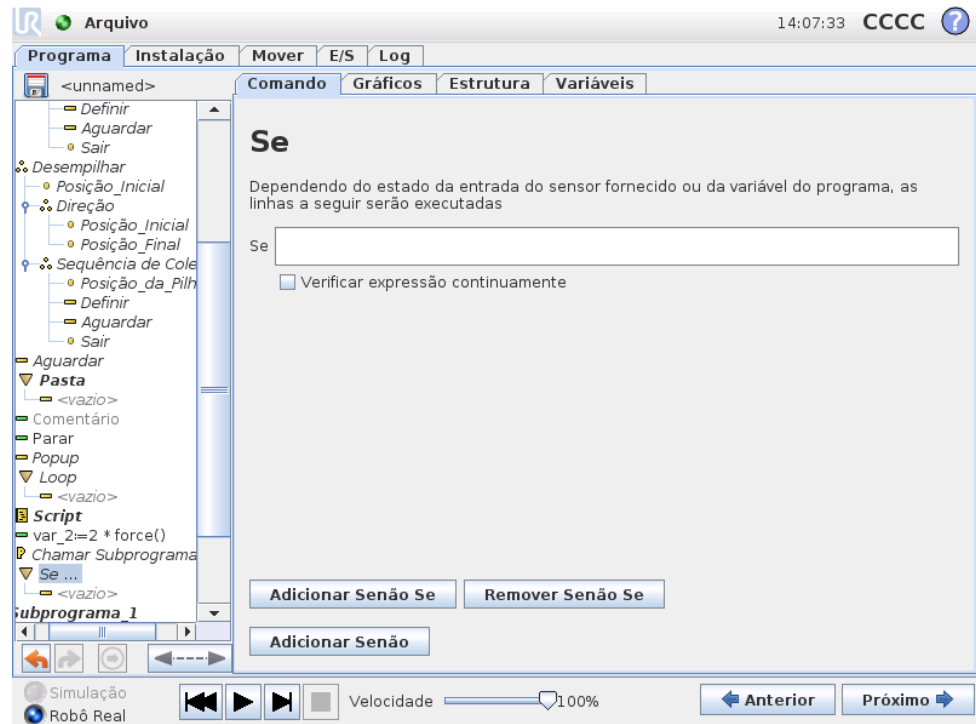 Arquivo 14:07:33 CCCC ?
Programa Instalação Mover E/S Log
<unnamed>
Comando Gráficos Estrutura Variáveis
Definir
Aguardar
Sair
Desempilhar
Posição_Inicial
Direção
Posição_Inicial
Posição_Final
Sequência de Cole
Posição_da_Pilh
Definir
Aguardar
Sair
Aguardar
Pasta
<vazio>
Comentário
Parar
Popup
Loop
<vazio>
Script
var_2:=2 * force()
Chamar Subprograma
Se ...
<vazio>
Subprograma_1
Se
Dependendo do estado da entrada do sensor fornecido ou da variável do programa, as
linhas a seguir serão executadas
Se
Verificar expressão continuamente
Adicionar Senão Se Remover Senão Se
Adicionar Senão
Simulação
Robô Real
Velocidade 100%
Anterior Próximo